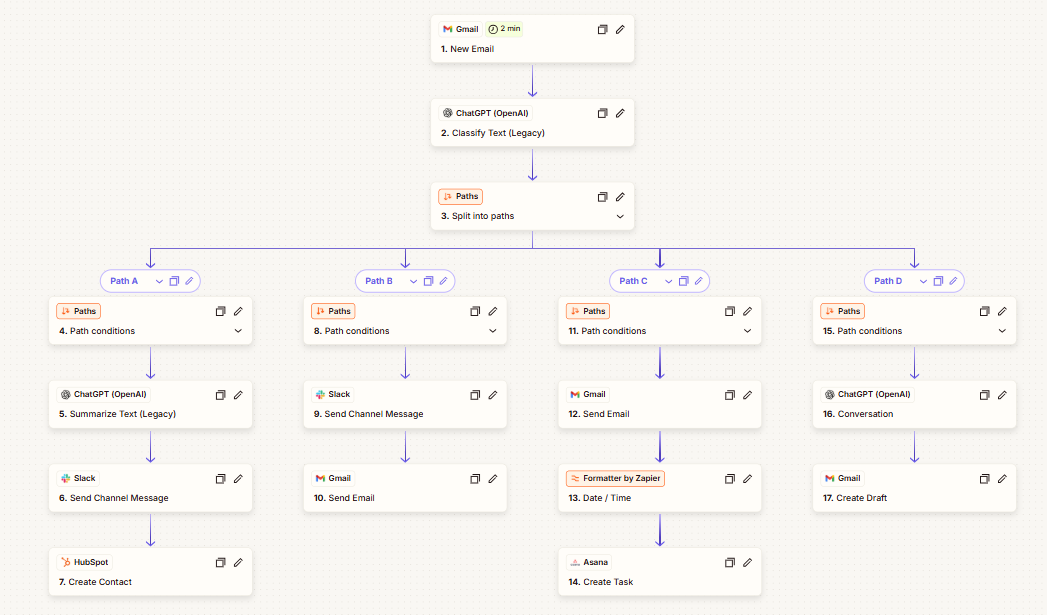 Gmail 2 min
1. New Email
ChatGPT (OpenAI)
2. Classify Text (Legacy)
Paths
3. Split into paths
Path A
Paths
4. Path conditions
ChatGPT (OpenAI)
5. Summarize Text (Legacy)
Slack
6. Send Channel Message
HubSpot
7. Create Contact
Path B
Paths
8. Path conditions
Slack
9. Send Channel Message
Gmail
10. Send Email
Path C
Paths
11. Path conditions
Gmail
12. Send Email
Formatter by Zapier
13. Date / Time
Asana
14. Create Task
Path D
Paths
15. Path conditions
ChatGPT (OpenAI)
16. Conversation
Gmail
17. Create Draft